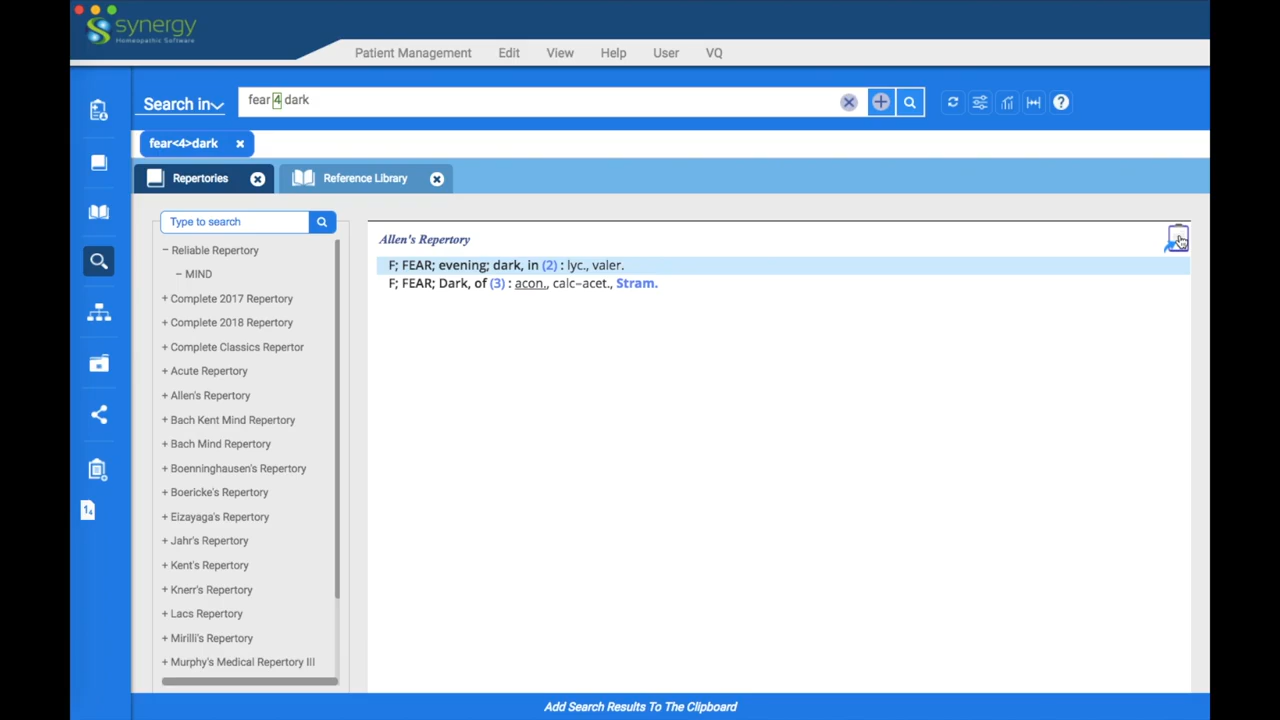 synergy
Homeopathic Software
Patient Management Edit View Help User VQ
Search in
fear 4 dark
fear<4>dark
Repertories
Reference Library
Type to search
− Reliable Repertory
− MIND
+ Complete 2017 Repertory
+ Complete 2018 Repertory
+ Complete Classics Repertor
+ Acute Repertory
+ Allen's Repertory
+ Bach Kent Mind Repertory
+ Bach Mind Repertory
+ Boenninghausen's Repertory
+ Boericke's Repertory
+ Eizayaga's Repertory
+ Jahr's Repertory
+ Kent's Repertory
+ Knerr's Repertory
+ Lacs Repertory
+ Mirilli's Repertory
+ Murphy's Medical Repertory III
Allen's Repertory
F; FEAR; evening; dark, in (2) : lyc., valer.
F; FEAR; Dark, of (3) : acon., calc-acet., Stram.
Add Search Results To The Clipboard